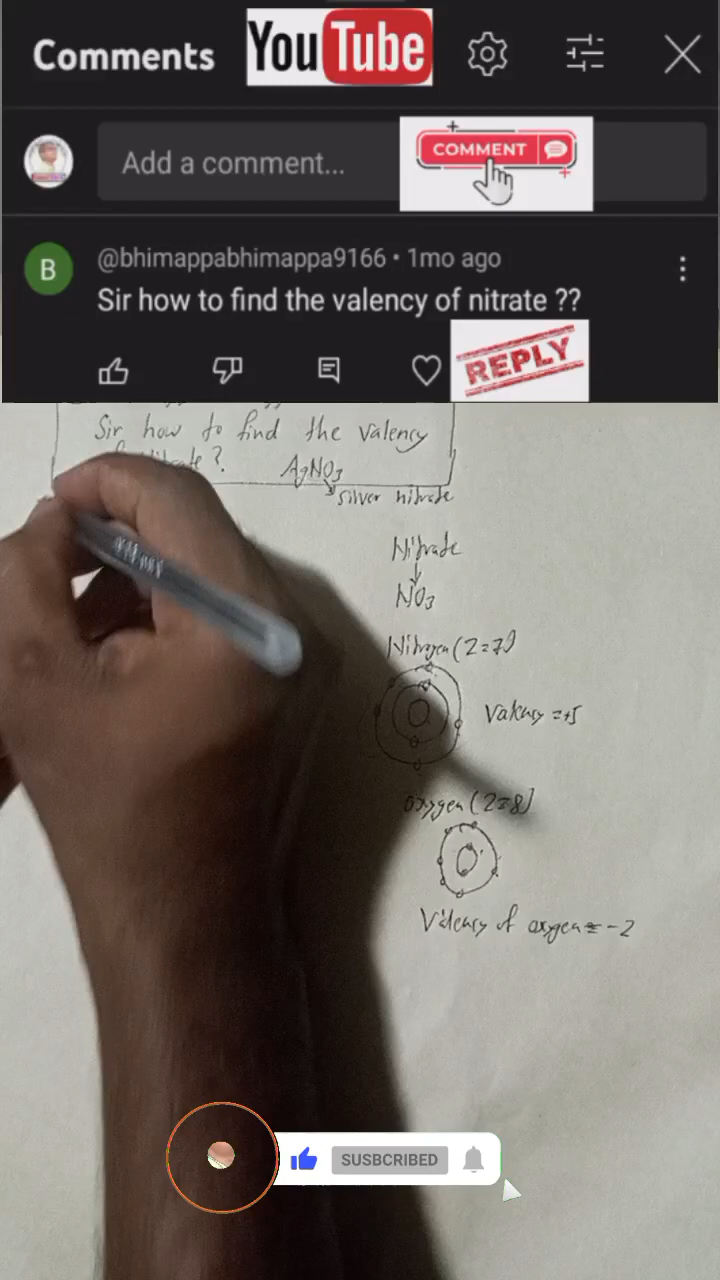 Comments YouTube
Add a comment... COMMENT
B @bhimappabhimappa9166 • 1mo ago
Sir how to find the valency of nitrate ??
REPLY
Sir how to find the valency
? AgNO3
silver nitrate
Nitrate
NO3
Nitrogen (Z=7)
Valency =+5
oxygen (Z=8)
Valency of oxygen = -2
SUSBCRIBED